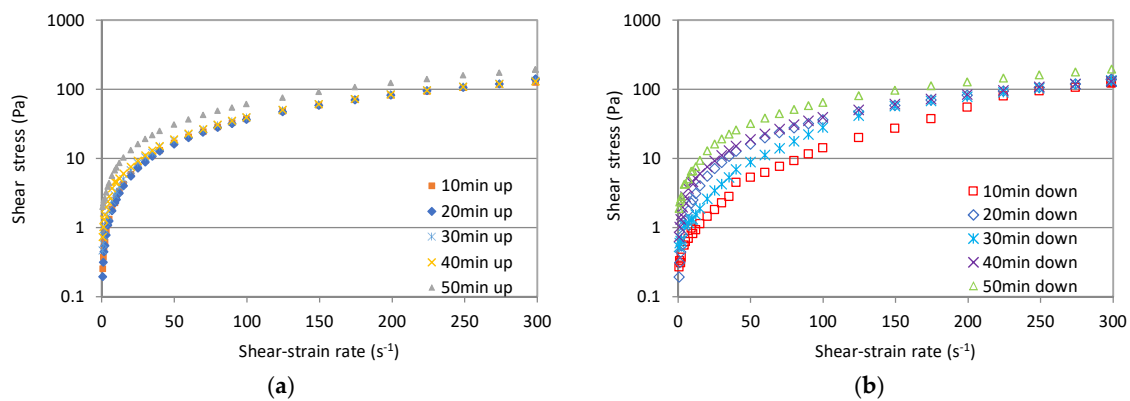 1000
100
10
1
0.1
Shear stress (Pa)
0 50 100 150 200 250 300
Shear-strain rate (s⁻¹)
10min up
20min up
30min up
40min up
50min up
(a)
1000
100
10
1
0.1
Shear stress (Pa)
0 50 100 150 200 250 300
Shear-strain rate (s⁻¹)
10min down
20min down
30min down
40min down
50min down
(b)